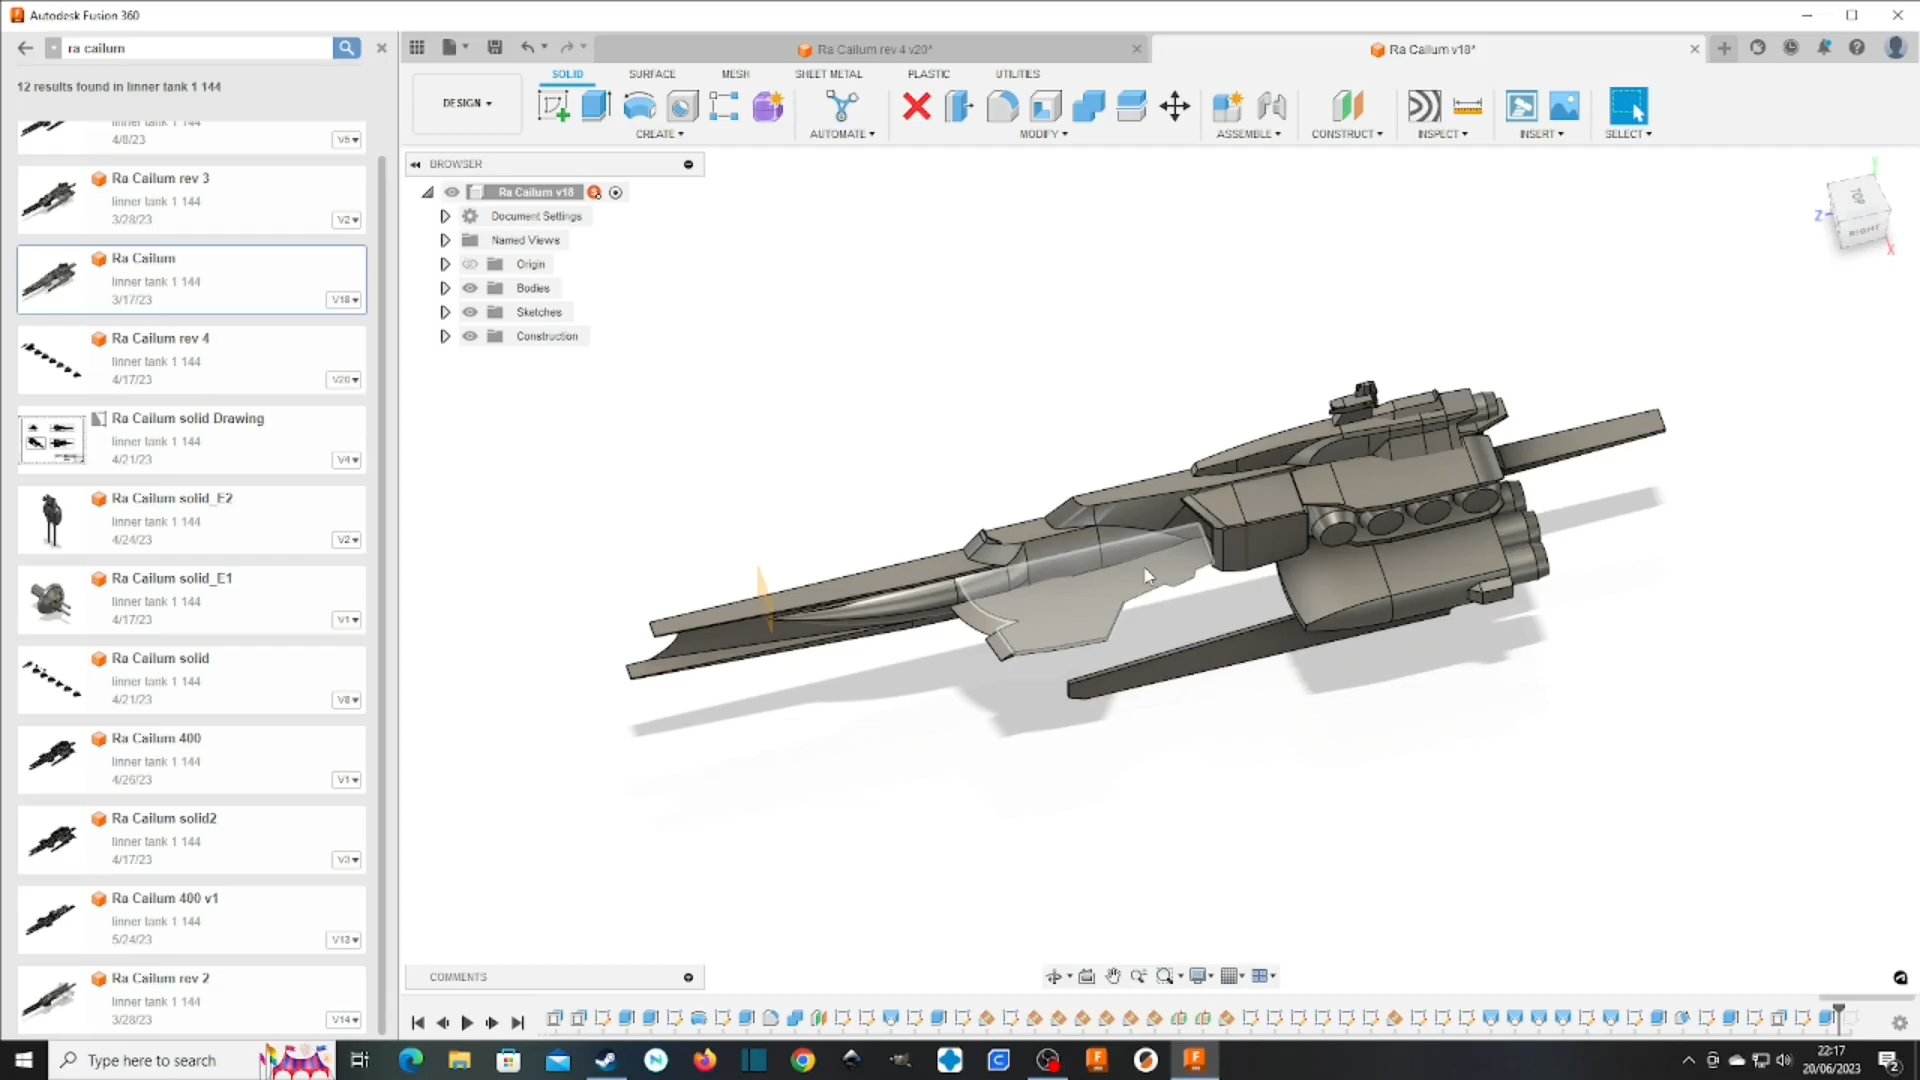 Autodesk Fusion 360
ra cailum
12 results found in linner tank 1 144
linner tank 1 144
4/8/23
V5
Ra Cailum rev 3
linner tank 1 144
3/28/23
V2
Ra Cailum
linner tank 1 144
3/17/23
V18
Ra Cailum rev 4
linner tank 1 144
4/17/23
V20
Ra Cailum solid Drawing
linner tank 1 144
4/21/23
V4
Ra Cailum solid_E2
linner tank 1 144
4/24/23
V2
Ra Cailum solid_E1
linner tank 1 144
4/17/23
V1
Ra Cailum solid
linner tank 1 144
4/21/23
V8
Ra Cailum 400
linner tank 1 144
4/26/23
V1
Ra Cailum solid2
linner tank 1 144
4/17/23
V3
Ra Cailum 400 v1
linner tank 1 144
5/24/23
V13
Ra Cailum rev 2
linner tank 1 144
3/28/23
V14
Ra Cailum rev 4 v20*
Ra Cailum v18*
SOLID SURFACE MESH SHEET METAL PLASTIC UTILITIES
DESIGN
CREATE AUTOMATE MODIFY ASSEMBLE CONSTRUCT INSPECT INSERT SELECT
BROWSER
Ra Cailum v18
Document Settings
Named Views
Origin
Bodies
Sketches
Construction
Y
TOP
Z
RIGHT
X
COMMENTS
Type here to search
22:17
20/06/2023
2